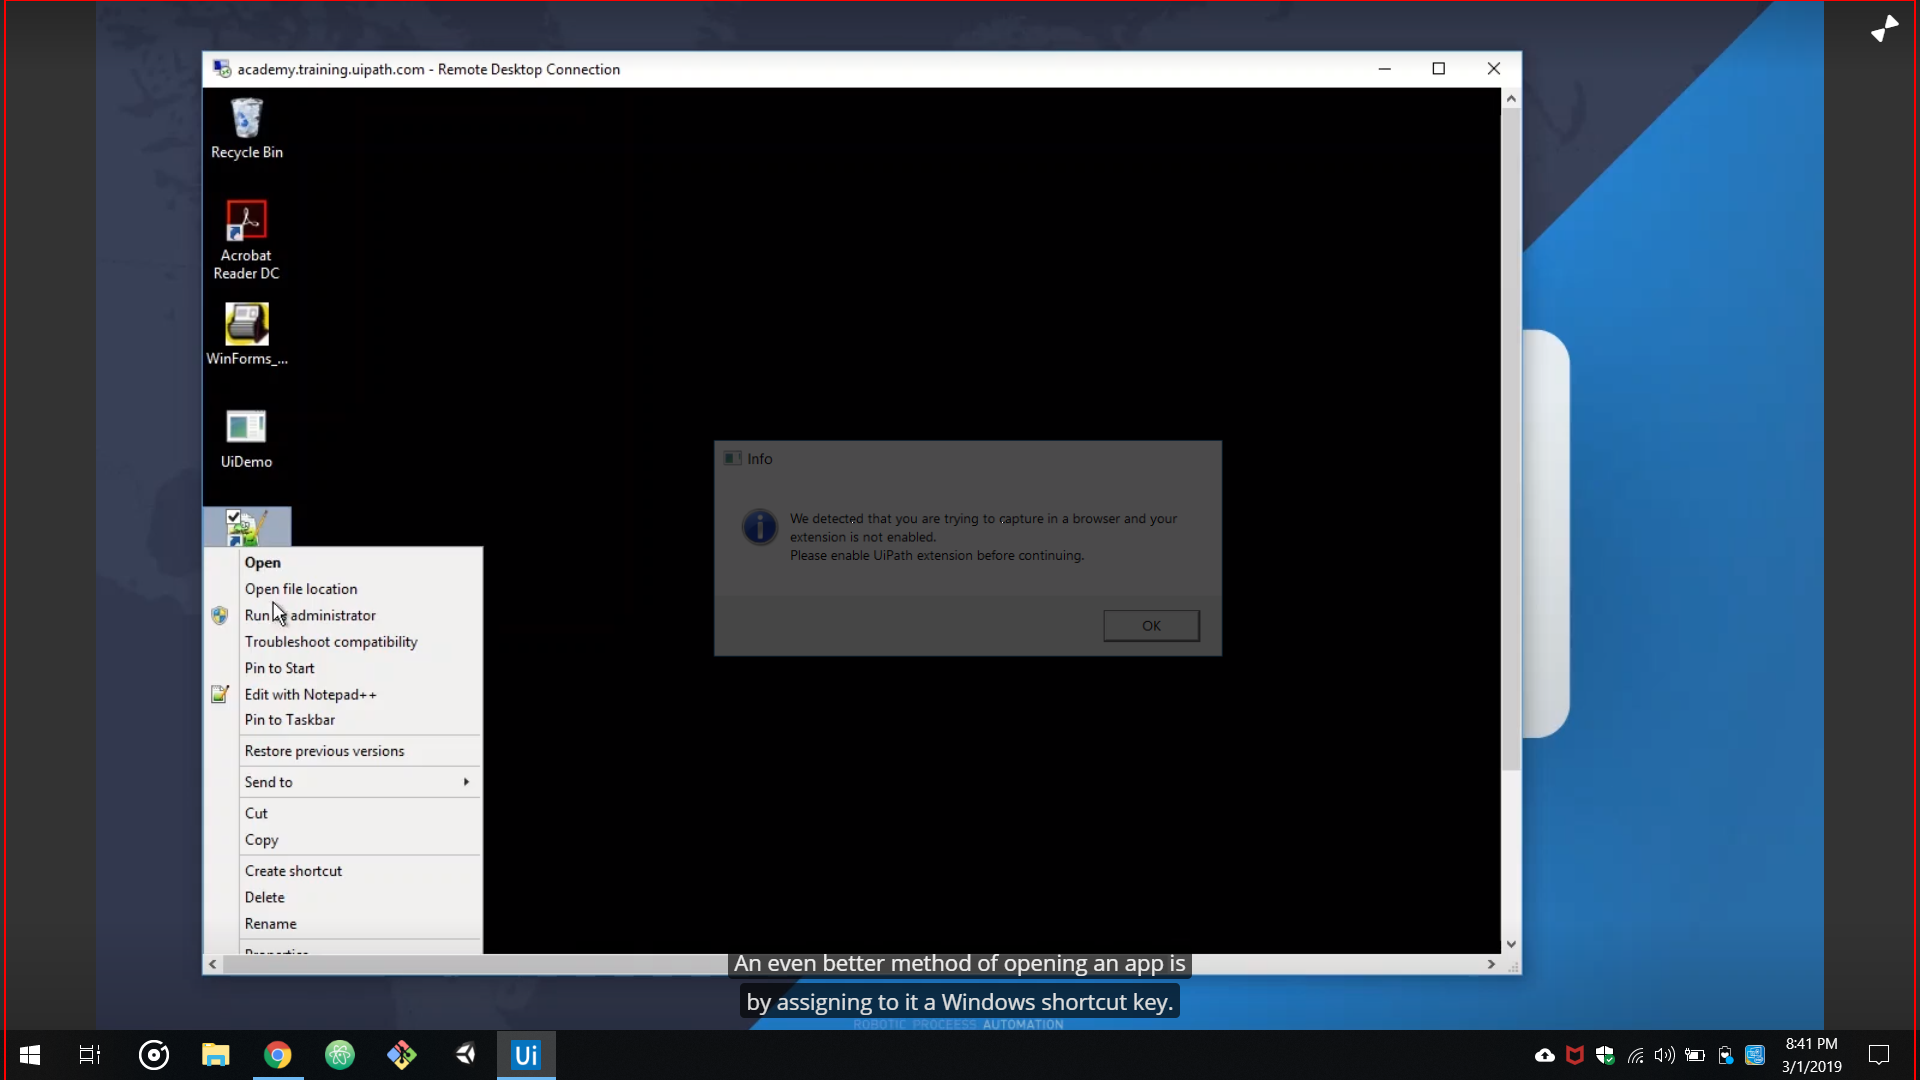 academy.training.uipath.com - Remote Desktop Connection
Recycle Bin
Acrobat
Reader DC
WinForms_...
UiDemo
Info
We detected that you are trying to capture in a browser and your
extension is not enabled.
Please enable UiPath extension before continuing.
OK
Open
Open file location
Run administrator
Troubleshoot compatibility
Pin to Start
Edit with Notepad++
Pin to Taskbar
Restore previous versions
Send to
Cut
Copy
Create shortcut
Delete
Rename
Properties
An even better method of opening an app is
by assigning to it a Windows shortcut key.
ROBOTIC PROCEESS AUTOMATION
Ui
8:41 PM
3/1/2019